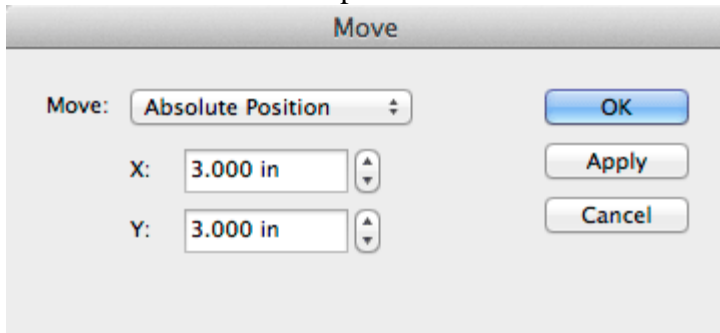 Move
Move: Absolute Position OK
X: 3.000 in Apply
Y: 3.000 in Cancel